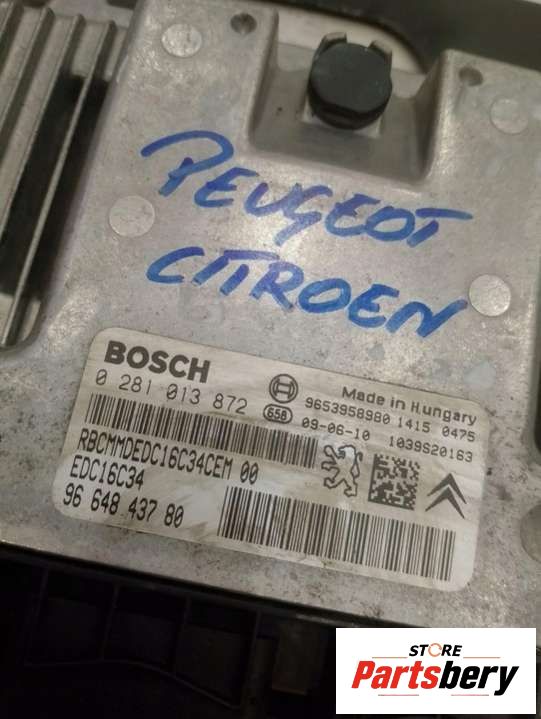 PEUGEOT
CITROEN
BOSCH
0 281 013 872
658
Made in Hungary
9653958980 1415 0475
09-06-10 1039S20163
RBCMMDEDC16C34CEM 00
EDC16C34
96 648 437 80
STORE
Partsbery